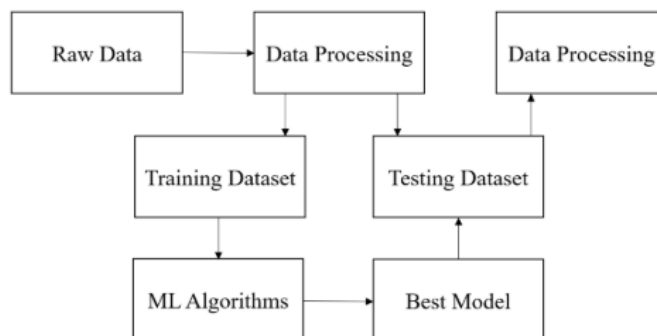 Raw Data
Data Processing
Data Processing
Training Dataset
Testing Dataset
ML Algorithms
Best Model